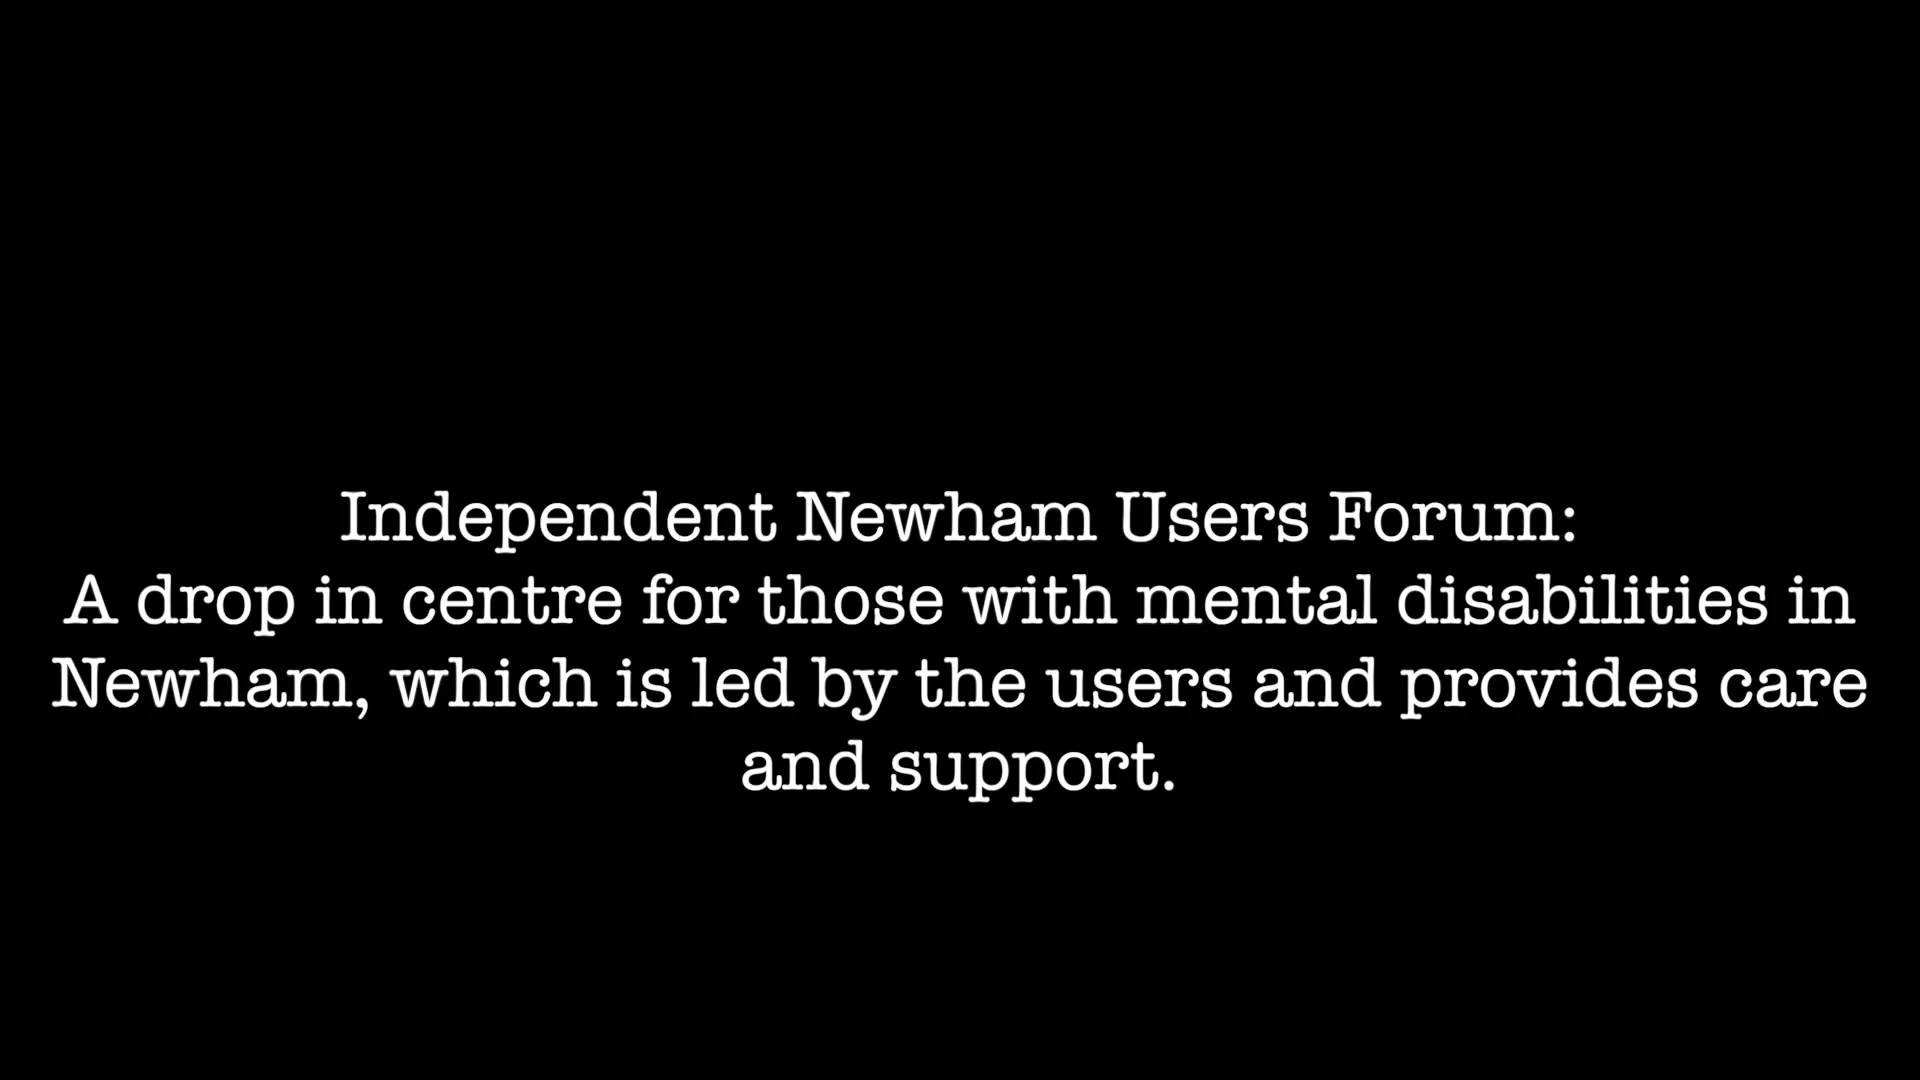 Independent Newham Users Forum:
A drop in centre for those with mental disabilities in
Newham, which is led by the users and provides care
and support.